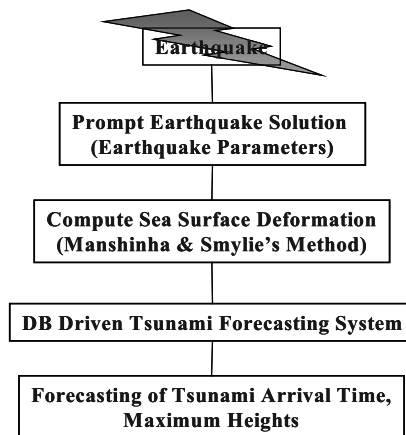 Earthquake
Prompt Earthquake Solution
(Earthquake Parameters)
Compute Sea Surface Deformation
(Manshinha & Smylie's Method)
DB Driven Tsunami Forecasting System
Forecasting of Tsunami Arrival Time,
Maximum Heights